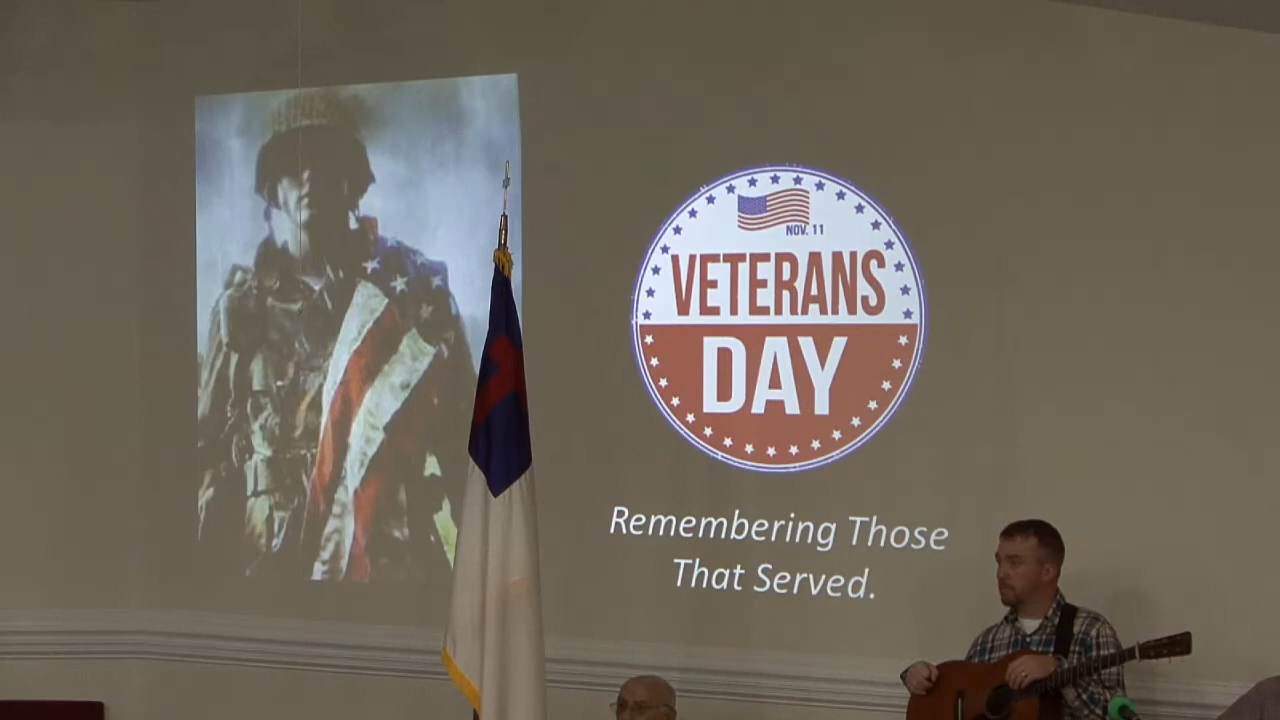 NOV. 11
VETERANS
DAY
Remembering Those
That Served.